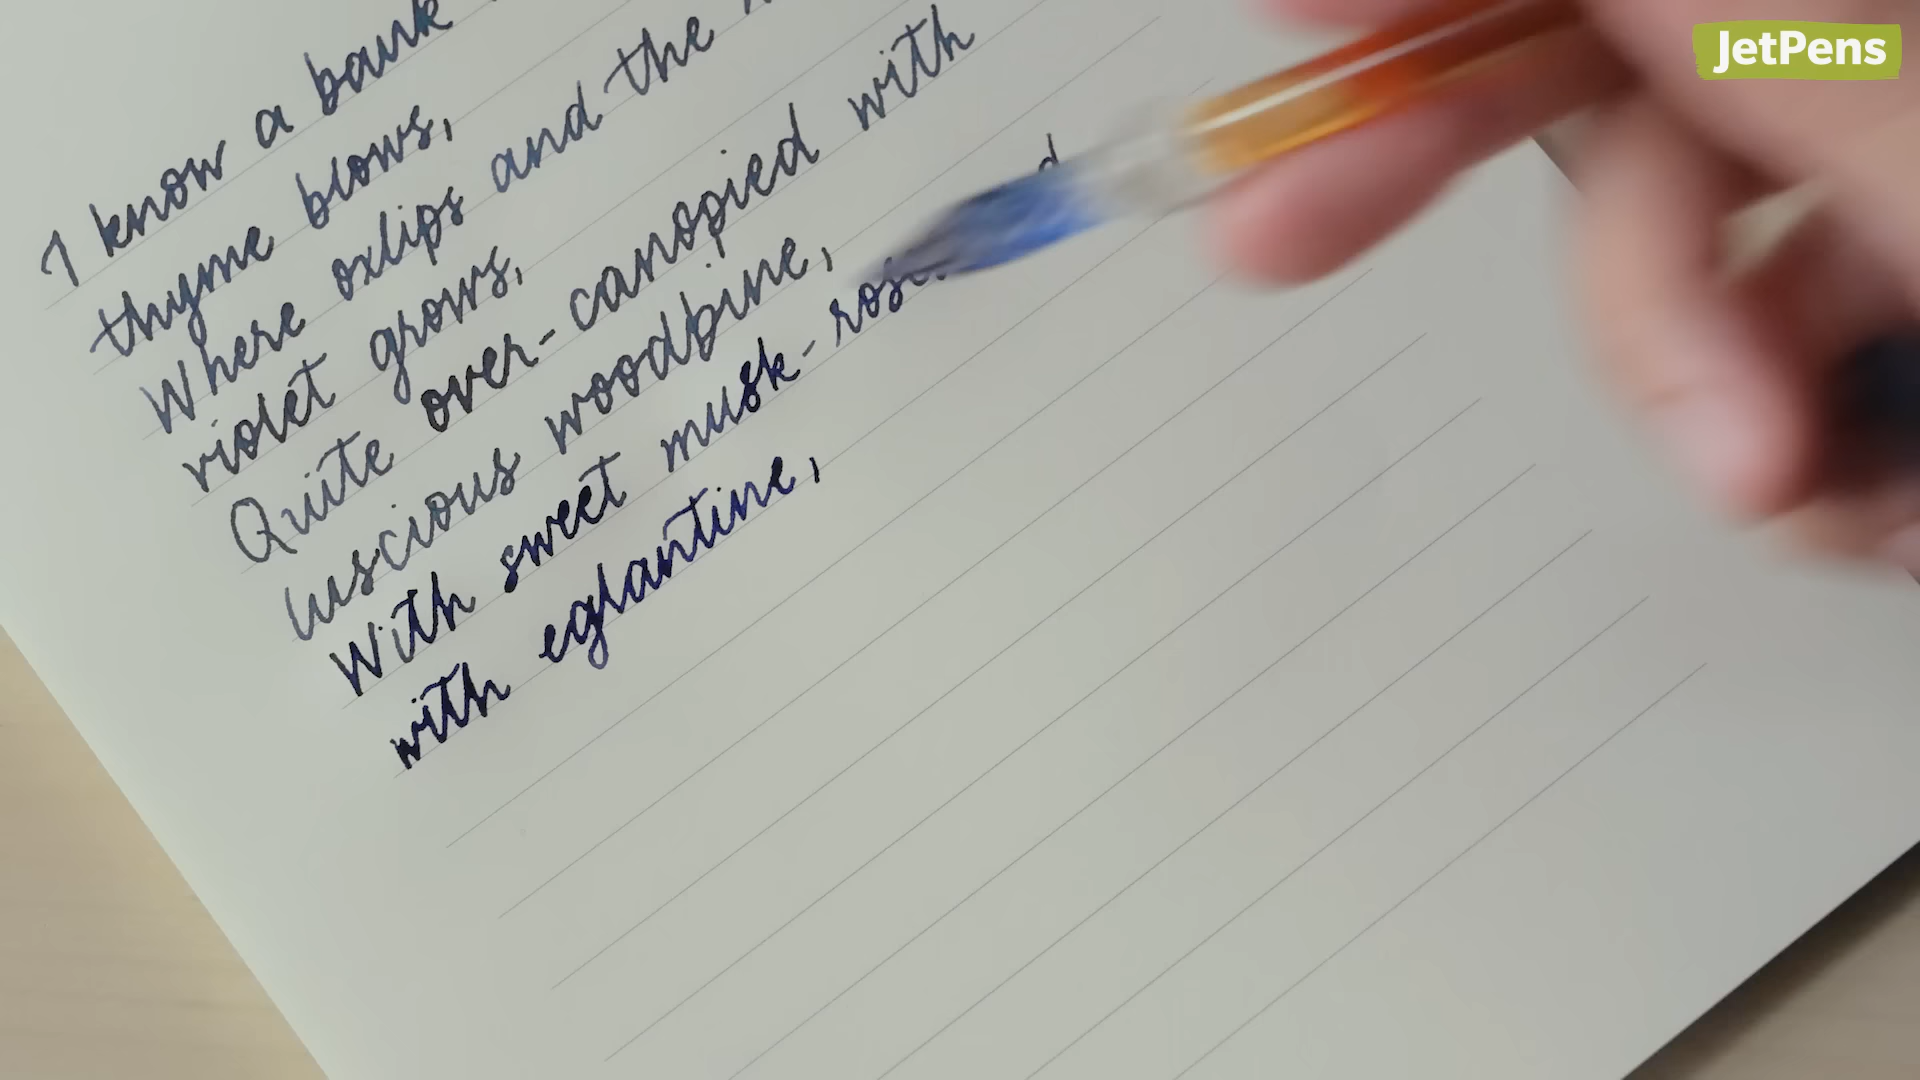 JetPens
I know a bank
thyme blows,
Where oxlips and the
violet grows,
Quite over-canopied with
luscious woodbine,
With sweet musk-
with eglantine,